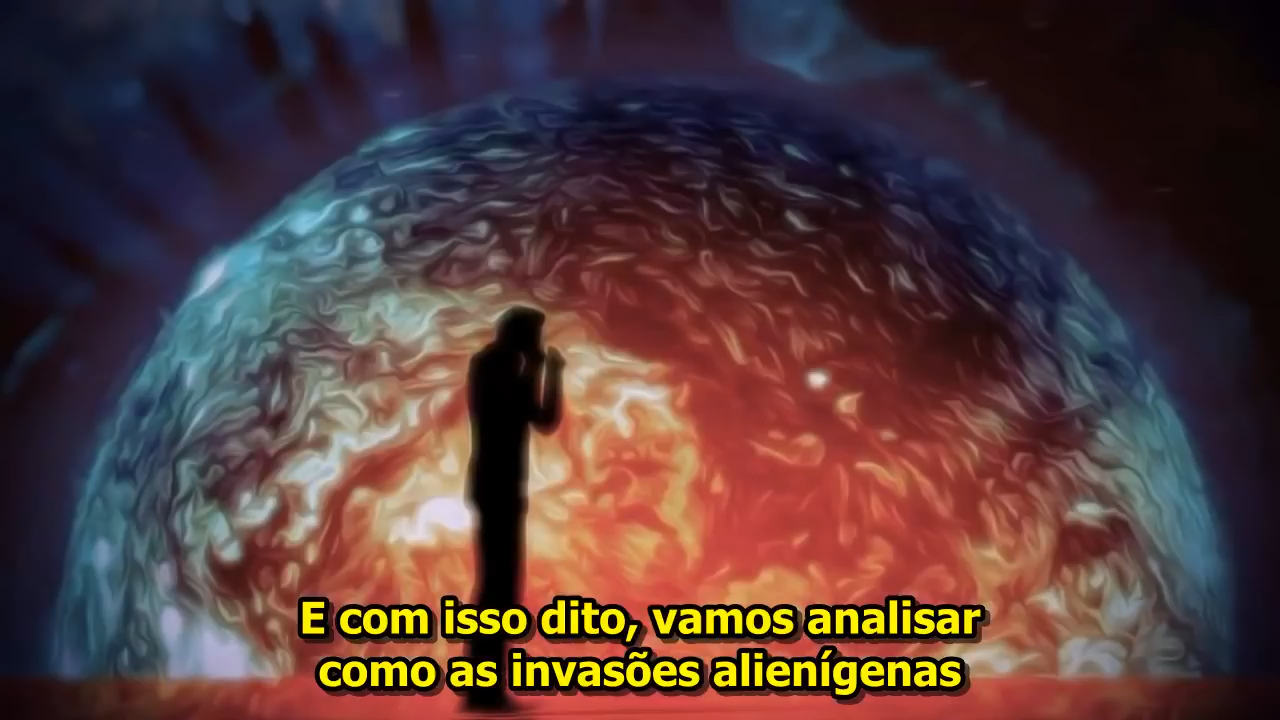 E com isso dito, vamos analisar
como as invasões alienígenas